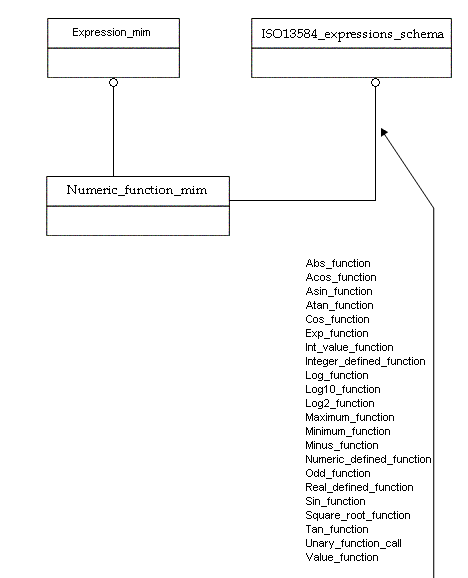 Expression_mim
ISO13584_expressions_schema
Numeric_function_mim
Abs_function
Acos_function
Asin_function
Atan_function
Cos_function
Exp_function
Int_value_function
Integer_defined_function
Log_function
Log10_function
Log2_function
Maximum_function
Minimum_function
Minus_function
Numeric_defined_function
Odd_function
Real_defined_function
Sin_function
Square_root_function
Tan_function
Unary_function_call
Value_function